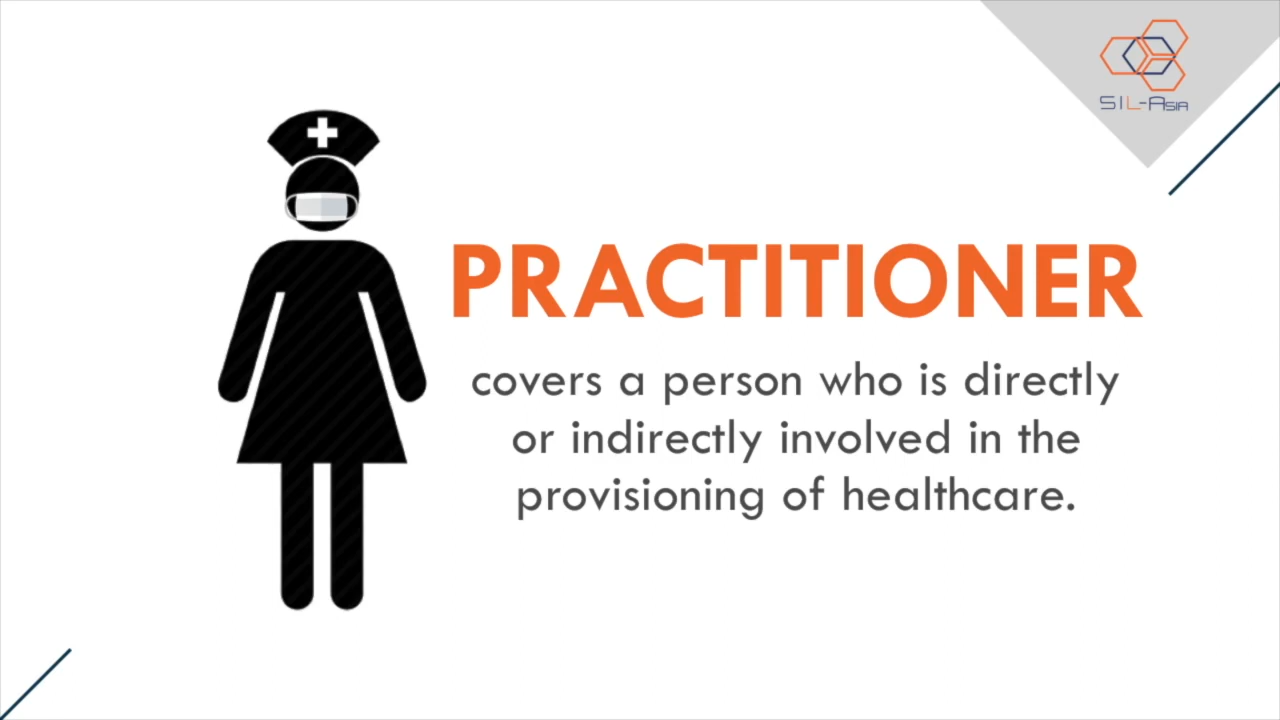 SIL-Asia
PRACTITIONER
covers a person who is directly
or indirectly involved in the
provisioning of healthcare.